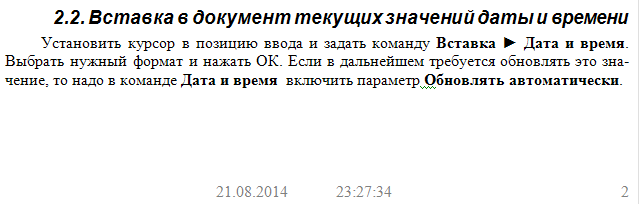 2.2. Вставка в документ текущих значений даты и времени
Установить курсор в позицию ввода и задать команду Вставка ► Дата и время.
Выбрать нужный формат и нажать ОК. Если в дальнейшем требуется обновлять это зна-
чение, то надо в команде Дата и время включить параметр Обновлять автоматически.
21.08.2014 23:27:34 2